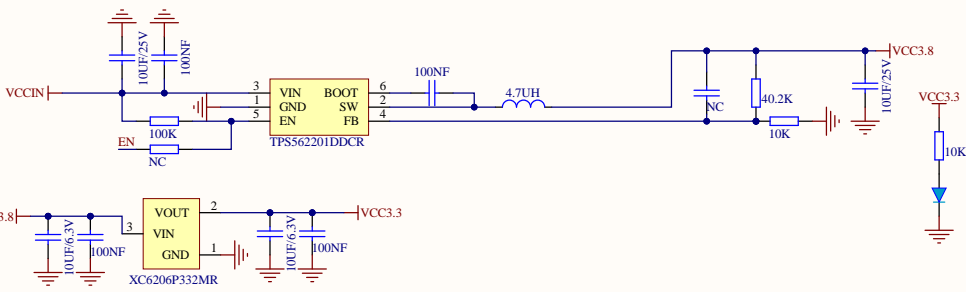 10UF/25V
100NF
VCCIN
3 VIN BOOT 6
1 GND SW 2
5 EN FB 4
TPS562201DDCR
100K
EN
NC
100NF
4.7UH
NC
40.2K
10K
VCC3.8
10UF/25V
VCC3.3
10K
3.8
10UF/6.3V
100NF
VOUT 2
3 VIN
GND 1
XC6206P332MR
10UF/6.3V
100NF
VCC3.3